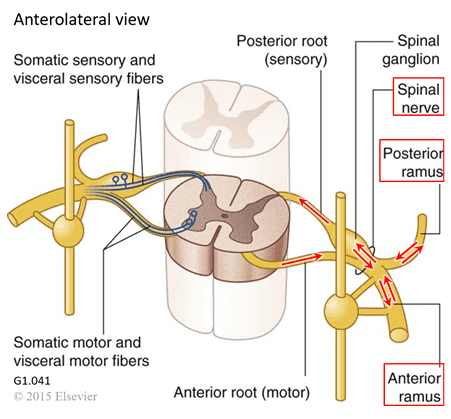 Anterolateral view
Somatic sensory and
visceral sensory fibers
Posterior root
(sensory)
Spinal
ganglion
Spinal
nerve
Posterior
ramus
Somatic motor and
visceral motor fibers
G1.041
© 2015 Elsevier
Anterior root (motor)
Anterior
ramus